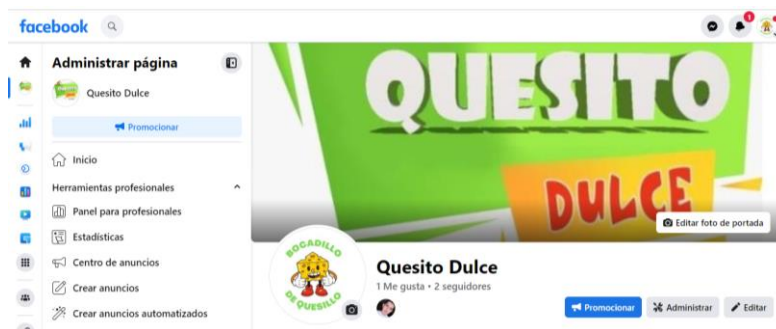 facebook
1
Administrar página
Quesito Dulce
Promocionar
Inicio
Herramientas profesionales
Panel para profesionales
Estadísticas
Centro de anuncios
Crear anuncios
Crear anuncios automatizados
QUESITO
DULCE
Editar foto de portada
BOCADILLO
DE QUESILLO
Quesito Dulce
1 Me gusta • 2 seguidores
Promocionar
Administrar
Editar